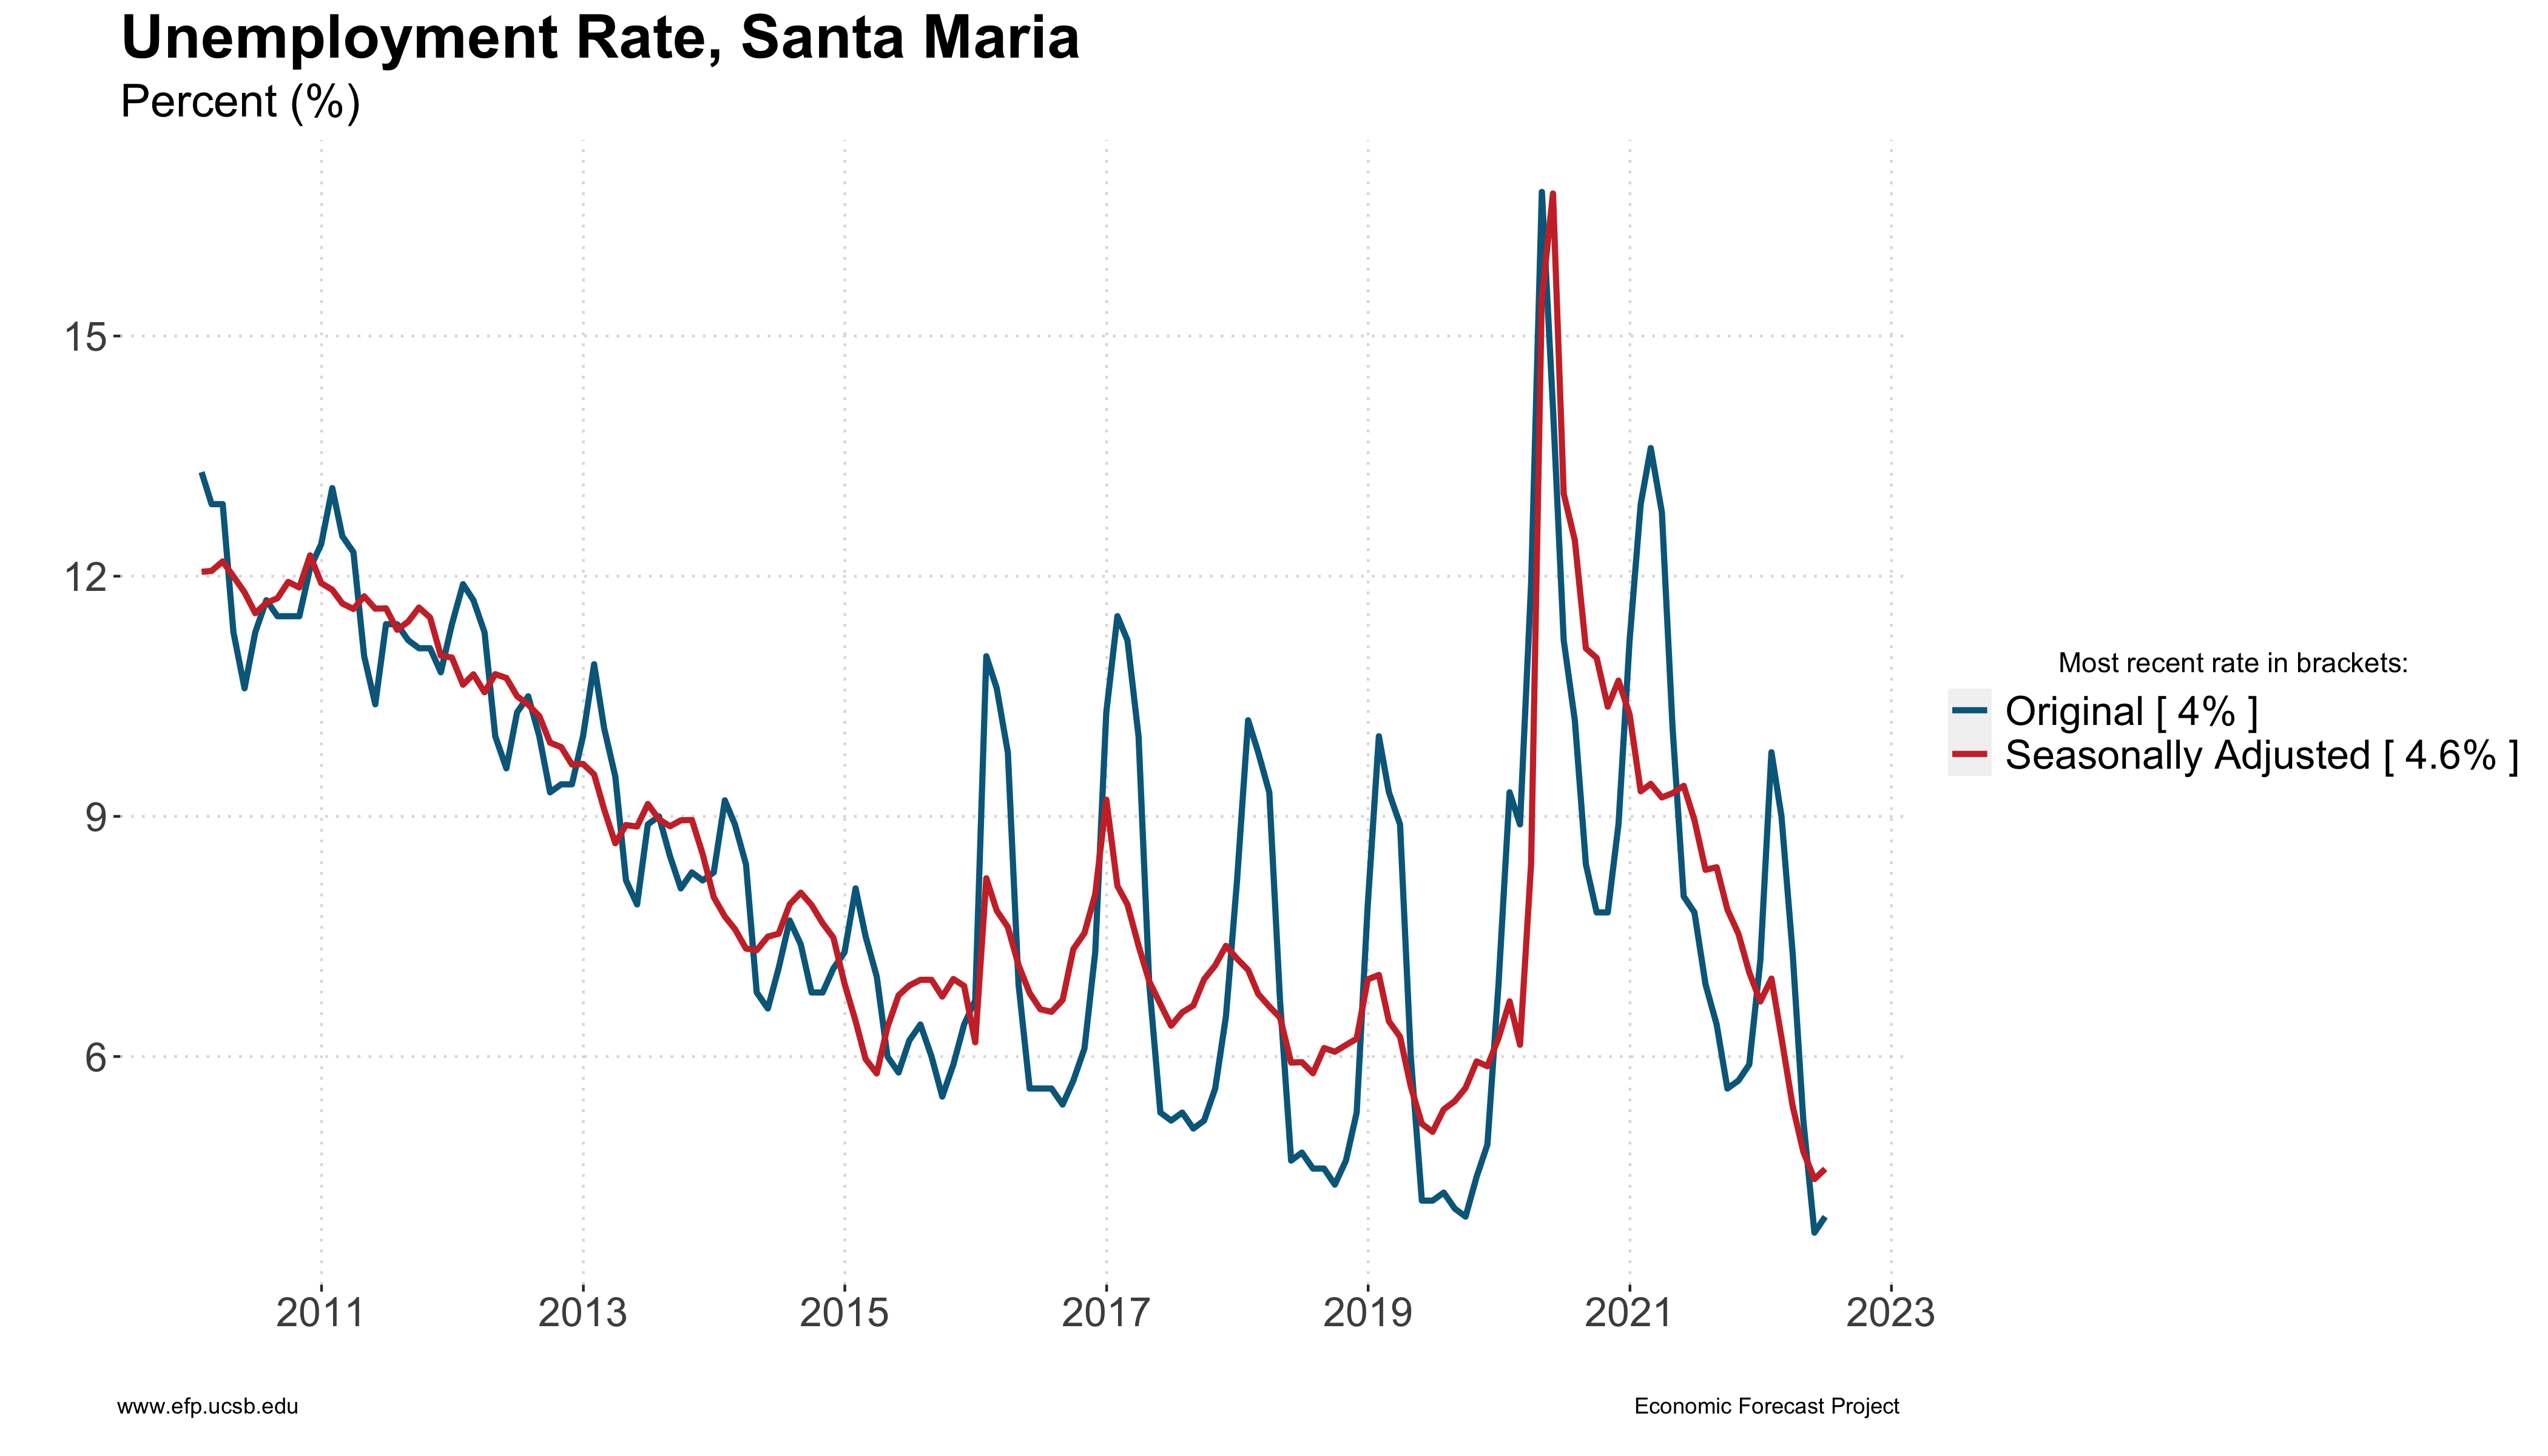 Unemployment Rate, Santa Maria
Percent (%)
15
12
9
6
2011 2013 2015 2017 2019 2021 2023
Most recent rate in brackets:
Original [ 4% ]
Seasonally Adjusted [ 4.6% ]
www.efp.ucsb.edu
Economic Forecast Project